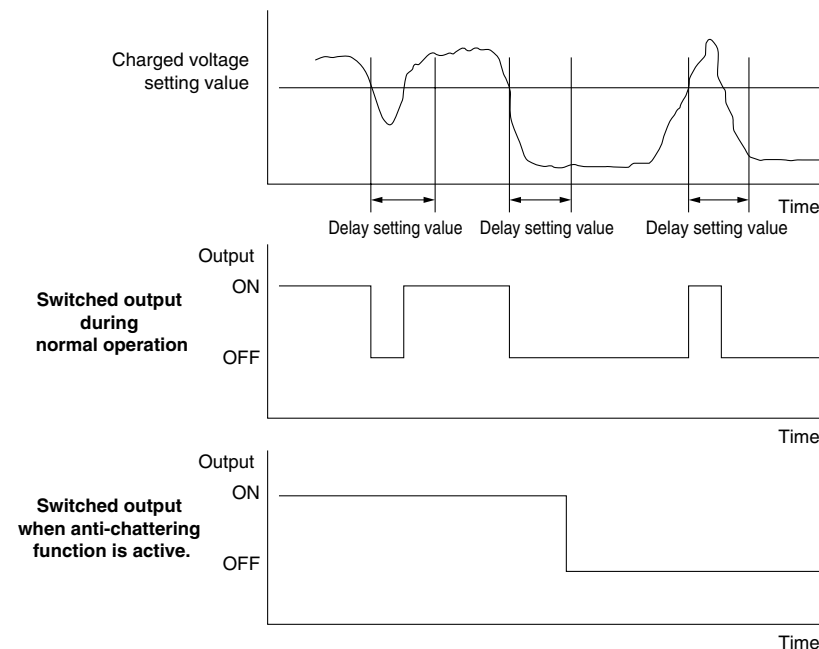 Charged voltage
setting value
Time
Delay setting value Delay setting value Delay setting value
Output
ON
Switched output
during
normal operation
OFF
Time
Output
ON
Switched output
when anti-chattering
function is active.
OFF
Time